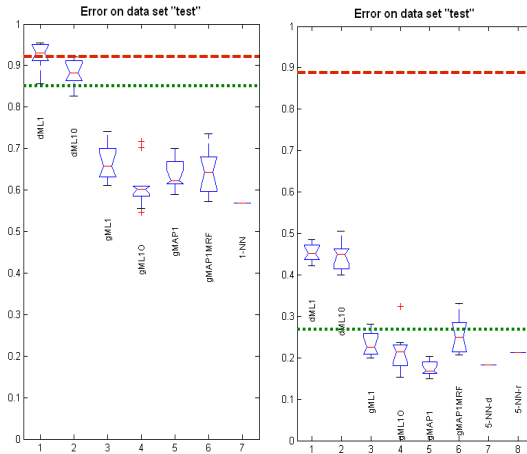 Error on data set "test"
1
0.9
0.8
0.7
0.6
0.5
0.4
0.3
0.2
0.1
0
dML1
dML10
gML1
gML1O
gMAP1
gMAP1MRF
1-NN
1 2 3 4 5 6 7
Error on data set "test"
1
0.9
0.8
0.7
0.6
0.5
0.4
0.3
0.2
0.1
0
dML1
dML10
gML1
gML1O
gMAP1
gMAP1MRF
5-NN-d
5-NN-r
1 2 3 4 5 6 7 8